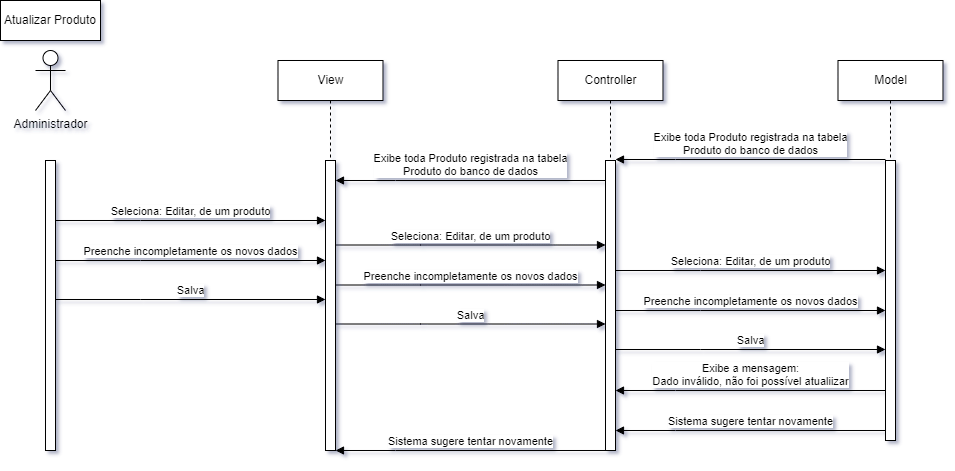 Atualizar Produto
Administrador
View
Controller
Model
Exibe toda Produto registrada na tabela
Produto do banco de dados
Exibe toda Produto registrada na tabela
Produto do banco de dados
Seleciona: Editar, de um produto
Seleciona: Editar, de um produto
Preenche incompletamente os novos dados
Seleciona: Editar, de um produto
Preenche incompletamente os novos dados
Salva
Preenche incompletamente os novos dados
Salva
Salva
Exibe a mensagem:
Dado inválido, não foi possível atualiizar
Sistema sugere tentar novamente
Sistema sugere tentar novamente